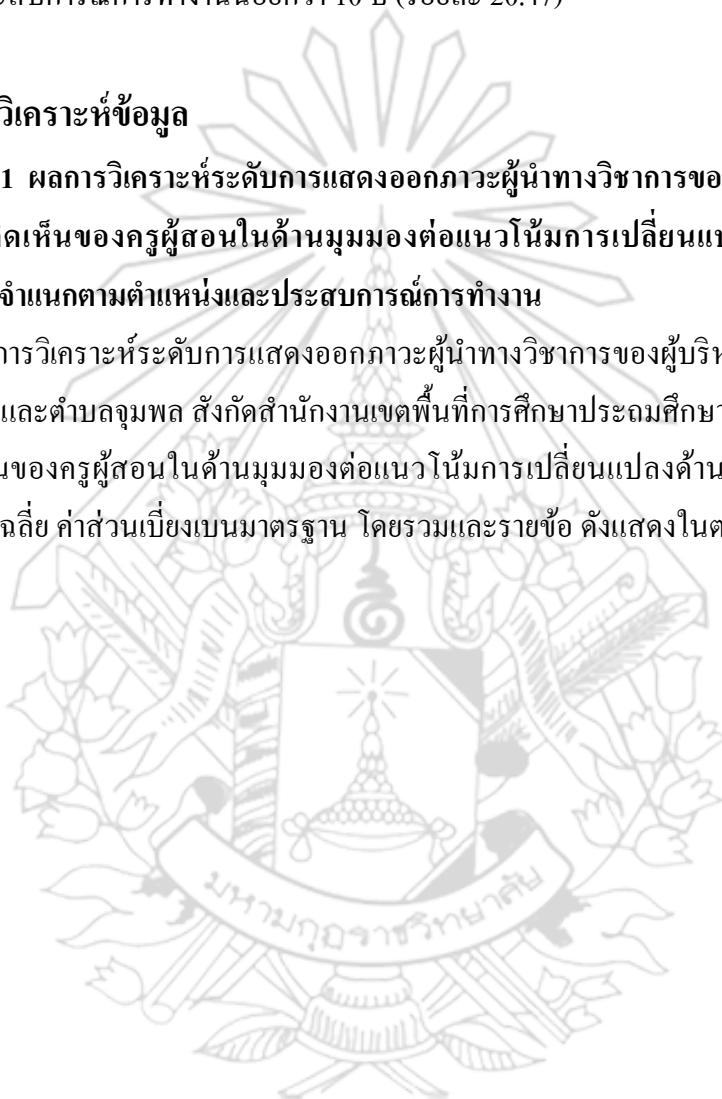 ะสบการณ์การทำงานน้อยกว่า 10 ปี (ร้อยละ 20.47)
วิเคราะห์ข้อมูล
1 ผลการวิเคราะห์ระดับการแสดงออกภาวะผู้นำทางวิชาการขอ
ิดเห็นของครูผู้สอนในด้านมุมมองต่อแนวโน้มการเปลี่ยนแป
จำแนกตามตำแหน่งและประสบการณ์การทำงาน
การวิเคราะห์ระดับการแสดงออกภาวะผู้นำทางวิชาการของผู้บริห
และตำบลจุมพล สังกัดสำนักงานเขตพื้นที่การศึกษาประถมศึกษา
นของครูผู้สอนในด้านมุมมองต่อแนวโน้มการเปลี่ยนแปลงด้าน
ฉลี่ย ค่าส่วนเบี่ยงเบนมาตรฐาน โดยรวมและรายข้อ ดังแสดงในต
มหามกุฏราชวิทยาลัย